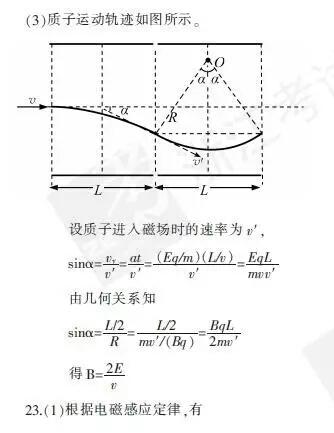 (3)质子运动轨迹如图所示。
O
α α
v
α
R
v′
L L
设质子进入磁场时的速率为 v′,
sinα=v_y/v′=at/v′=(Eq/m)(L/v)/v′=EqL/mvv′
由几何关系知
sinα=L/2/R=L/2/mv′/(Bq)=BqL/2mv′
得 B=2E/v
23.(1)根据电磁感应定律,有